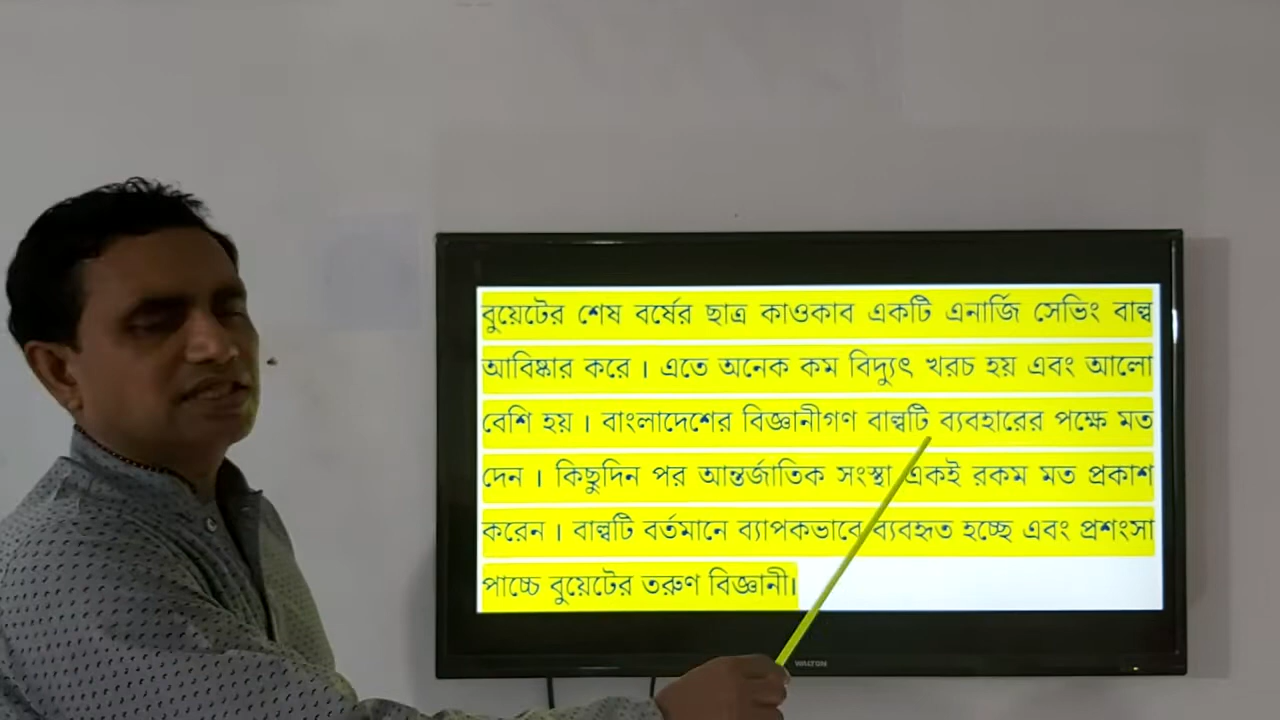 বুয়েটের শেষ বর্ষের ছাত্র কাওকাব একটি এনার্জি সেভিং বাল্ব
আবিষ্কার করে । এতে অনেক কম বিদ্যুৎ খরচ হয় এবং আলো
বেশি হয় । বাংলাদেশের বিজ্ঞানীগণ বাল্বটি ব্যবহারের পক্ষে মত
দেন । কিছুদিন পর আন্তর্জাতিক সংস্থা একই রকম মত প্রকাশ
করেন । বাল্বটি বর্তমানে ব্যাপকভাবে ব্যবহৃত হচ্ছে এবং প্রশংসা
পাচ্ছে বুয়েটের তরুণ বিজ্ঞানী।
WALTON